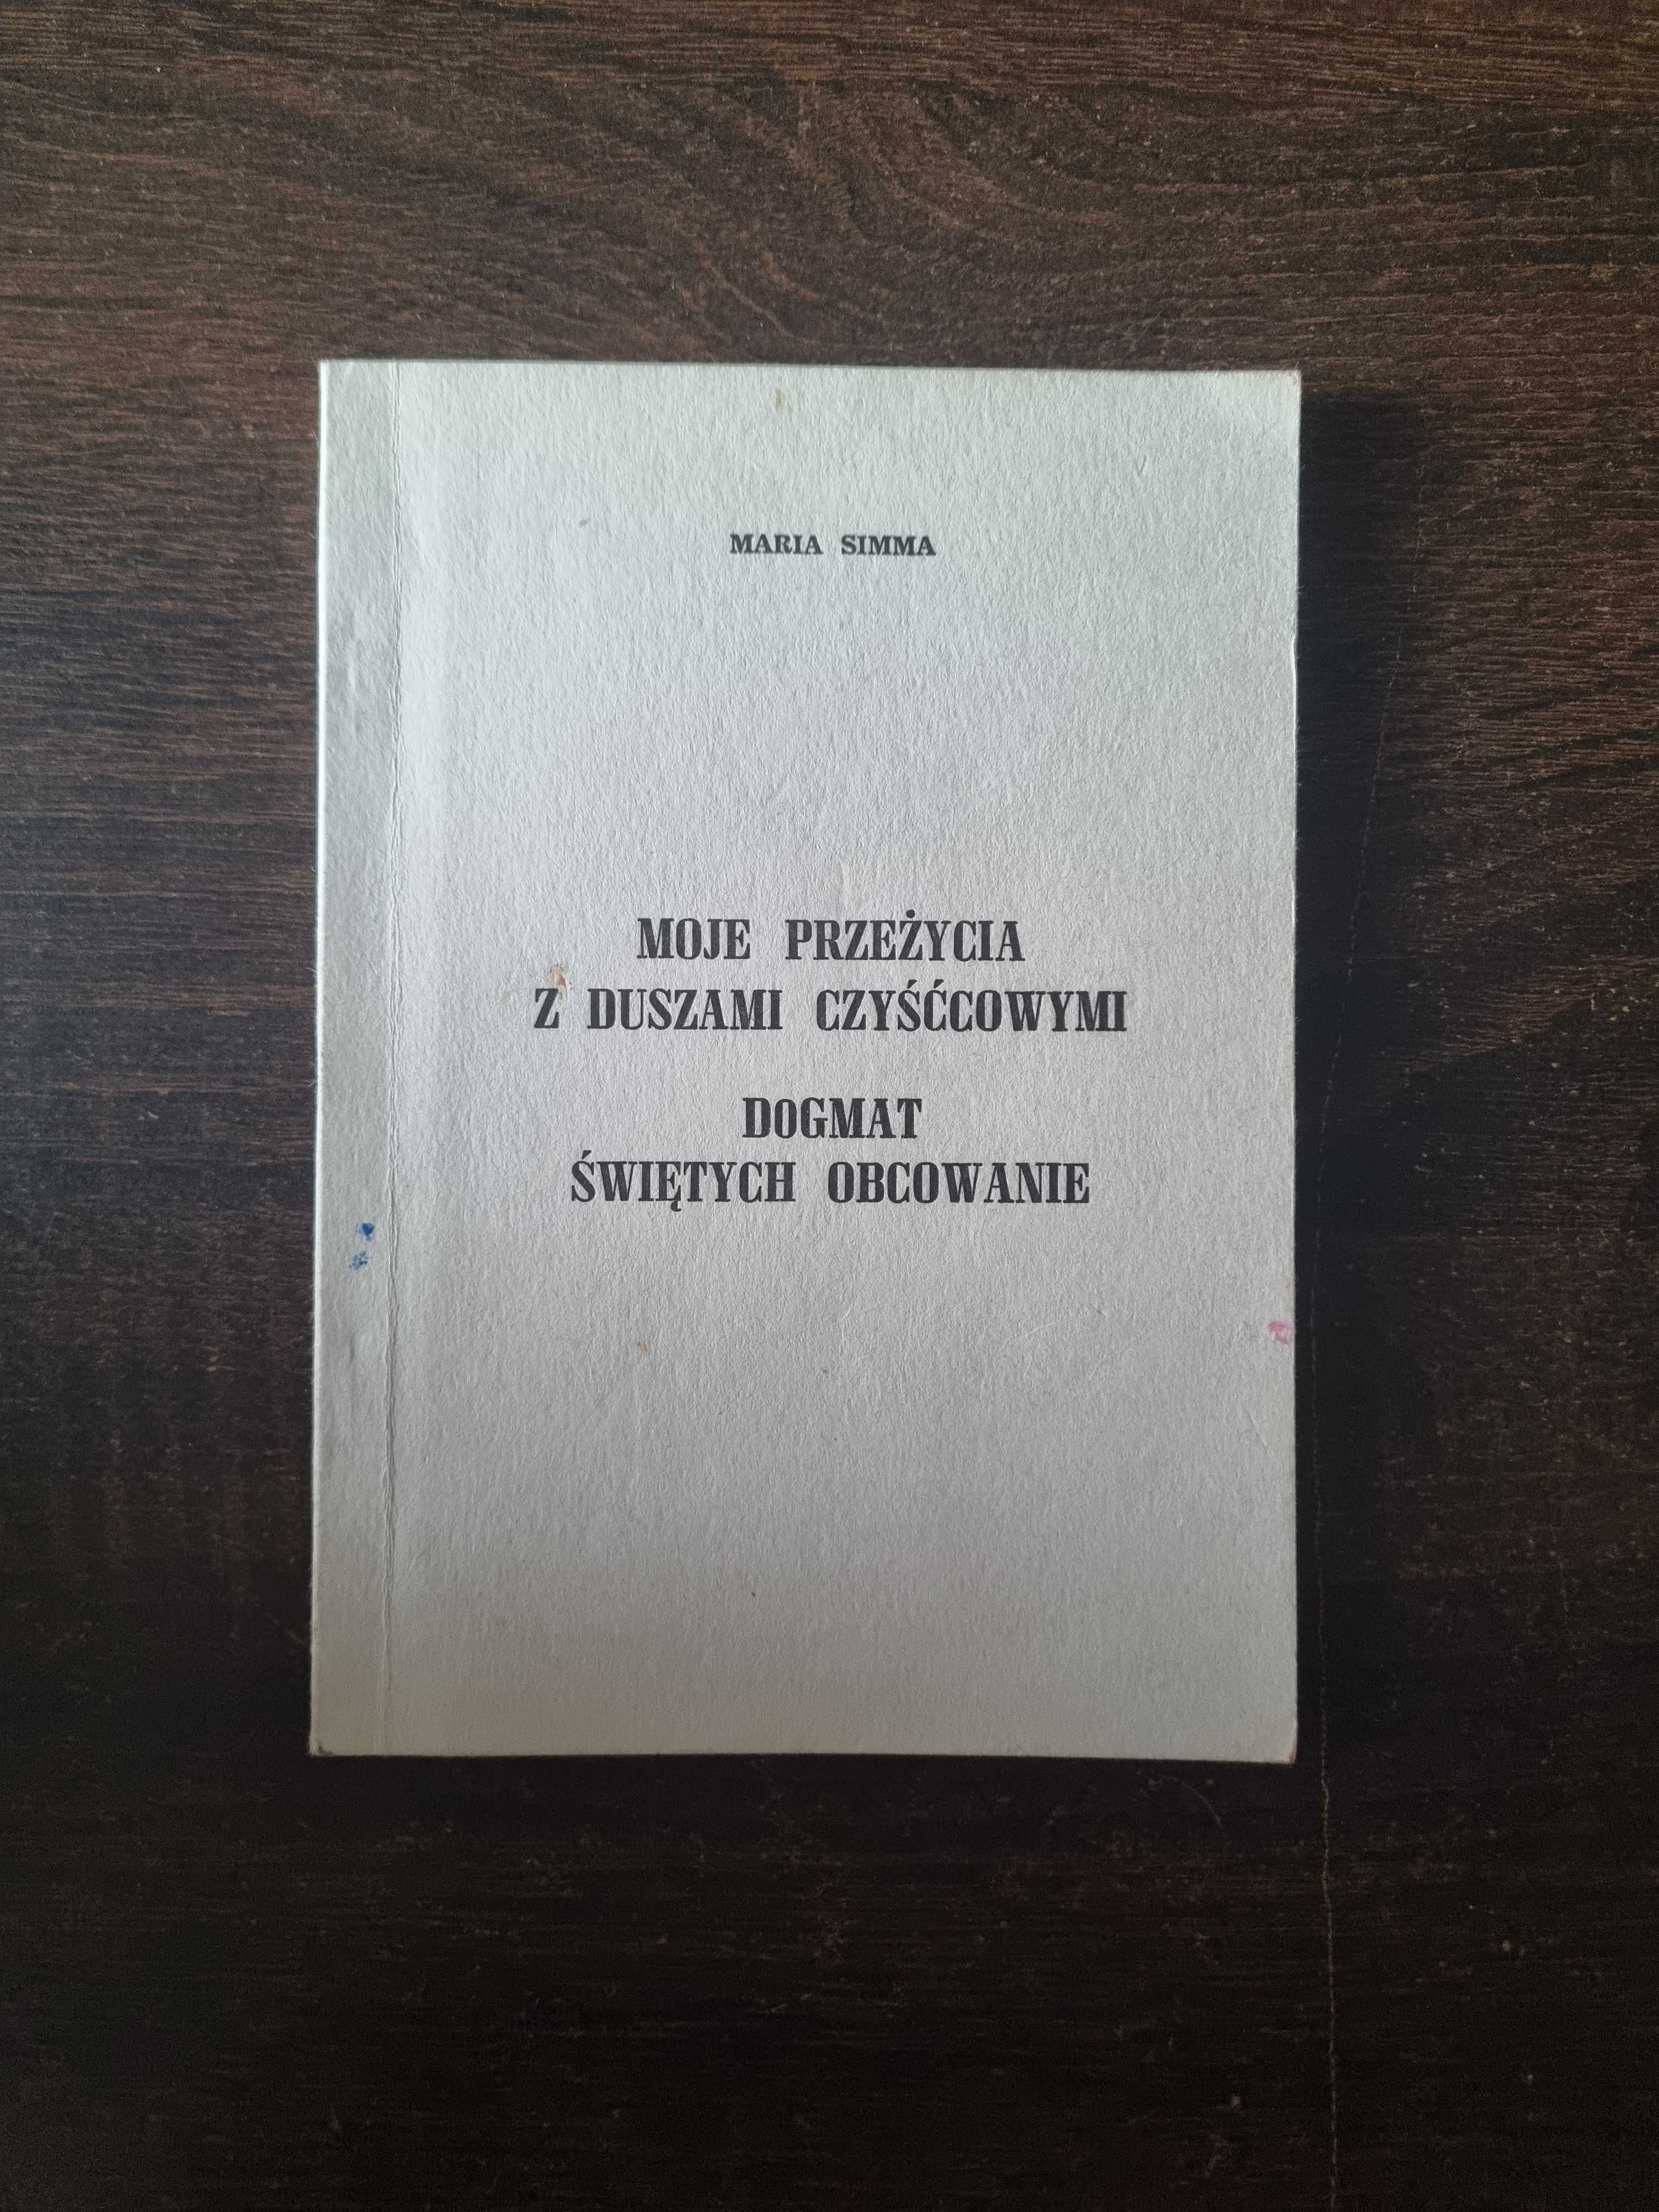 MARIA SIMMA
MOJE PRZEŻYCIA
Z DUSZAMI CZYŚĆCOWYMI
DOGMAT
ŚWIĘTYCH OBCOWANIE